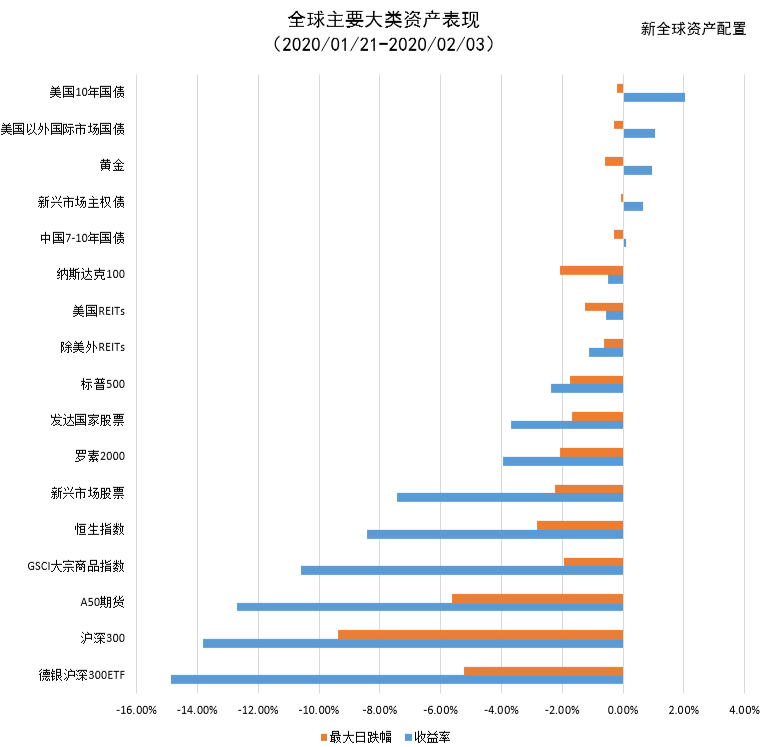 全球主要大类资产表现
（2020/01/21-2020/02/03）
新全球资产配置
美国10年国债
美国以外国际市场国债
黄金
新兴市场主权债
中国7-10年国债
纳斯达克100
美国REITs
除美外REITs
标普500
发达国家股票
罗素2000
新兴市场股票
恒生指数
GSCI大宗商品指数
A50期货
沪深300
德银沪深300ETF
-16.00% -14.00% -12.00% -10.00% -8.00% -6.00% -4.00% -2.00% 0.00% 2.00% 4.00%
最大日跌幅 收益率